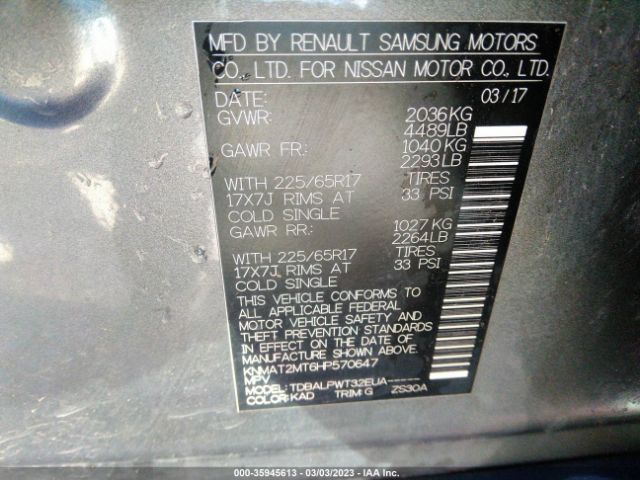 MFD BY RENAULT SAMSUNG MOTORS
CO., LTD. FOR NISSAN MOTOR CO., LTD.
DATE: 03/17
GVWR: 2036KG
4489LB
GAWR FR: 1040KG
2293LB
WITH 225/65R17 TIRES
17X7J RIMS AT 33 PSI
COLD SINGLE
GAWR RR: 1027KG
2264LB
WITH 225/65R17 TIRES
17X7J RIMS AT 33 PSI
COLD SINGLE
THIS VEHICLE CONFORMS TO
ALL APPLICABLE FEDERAL
MOTOR VEHICLE SAFETY AND
THEFT PREVENTION STANDARDS
IN EFFECT ON THE DATE OF
MANUFACTURE SHOWN ABOVE.
KNMAT2MT6HP570647
MPV
MODEL: TDBALPWT32EUA-----
COLOR: KAD TRIM: G ZS30A
000-35945613 - 03/03/2023 - IAA Inc.